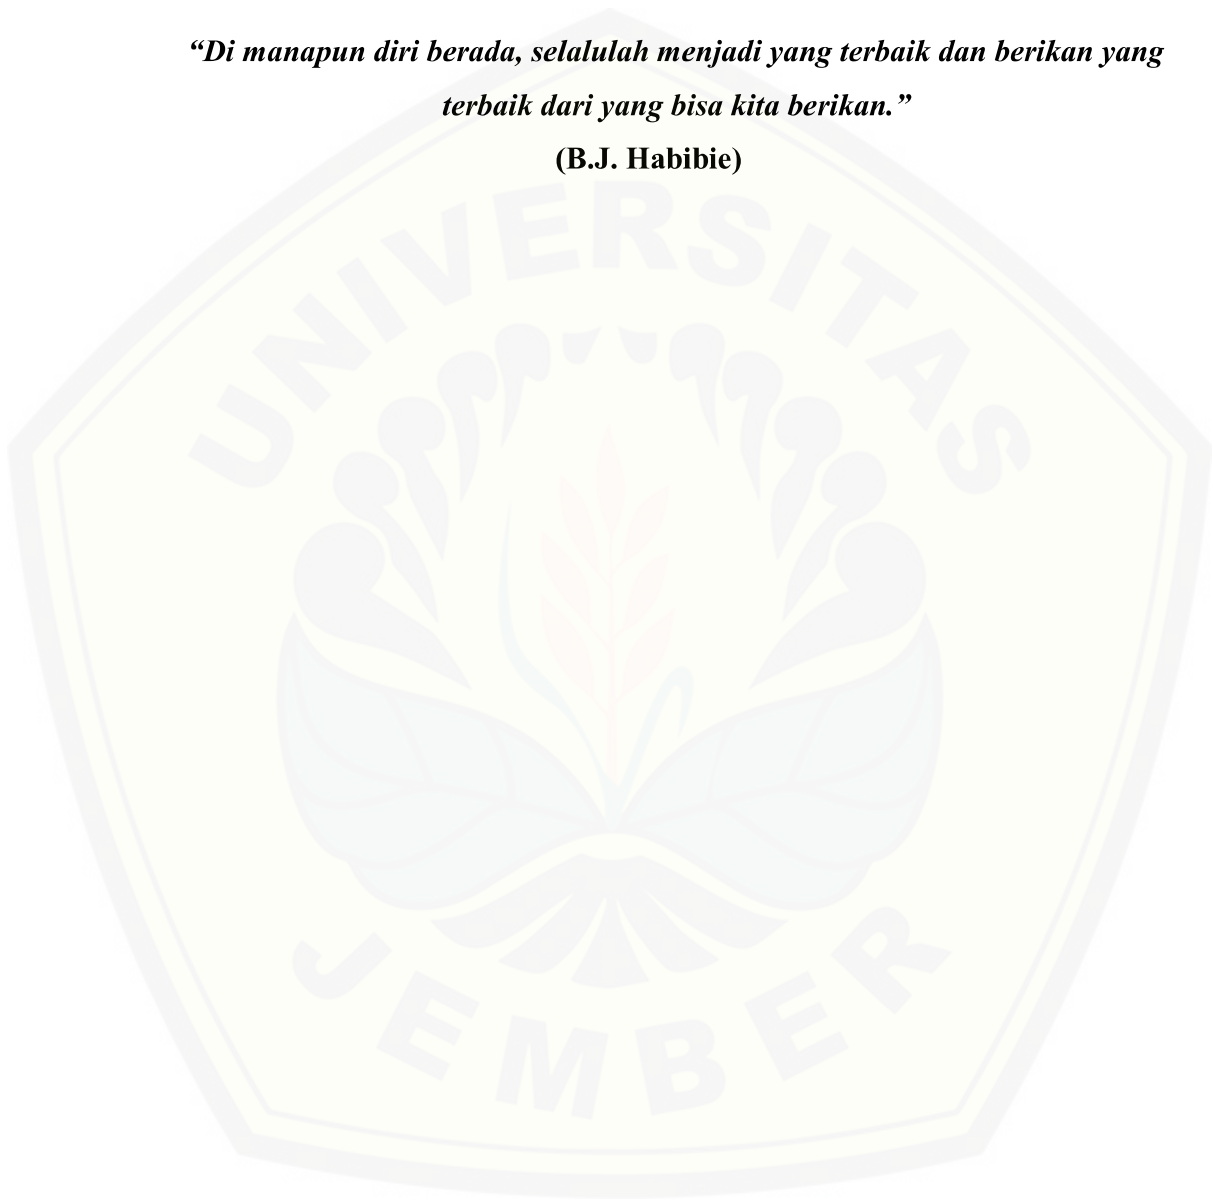 “Di manapun diri berada, selalulah menjadi yang terbaik dan berikan yang
terbaik dari yang bisa kita berikan.”
(B.J. Habibie)
UNIVERSITAS
JEMBER